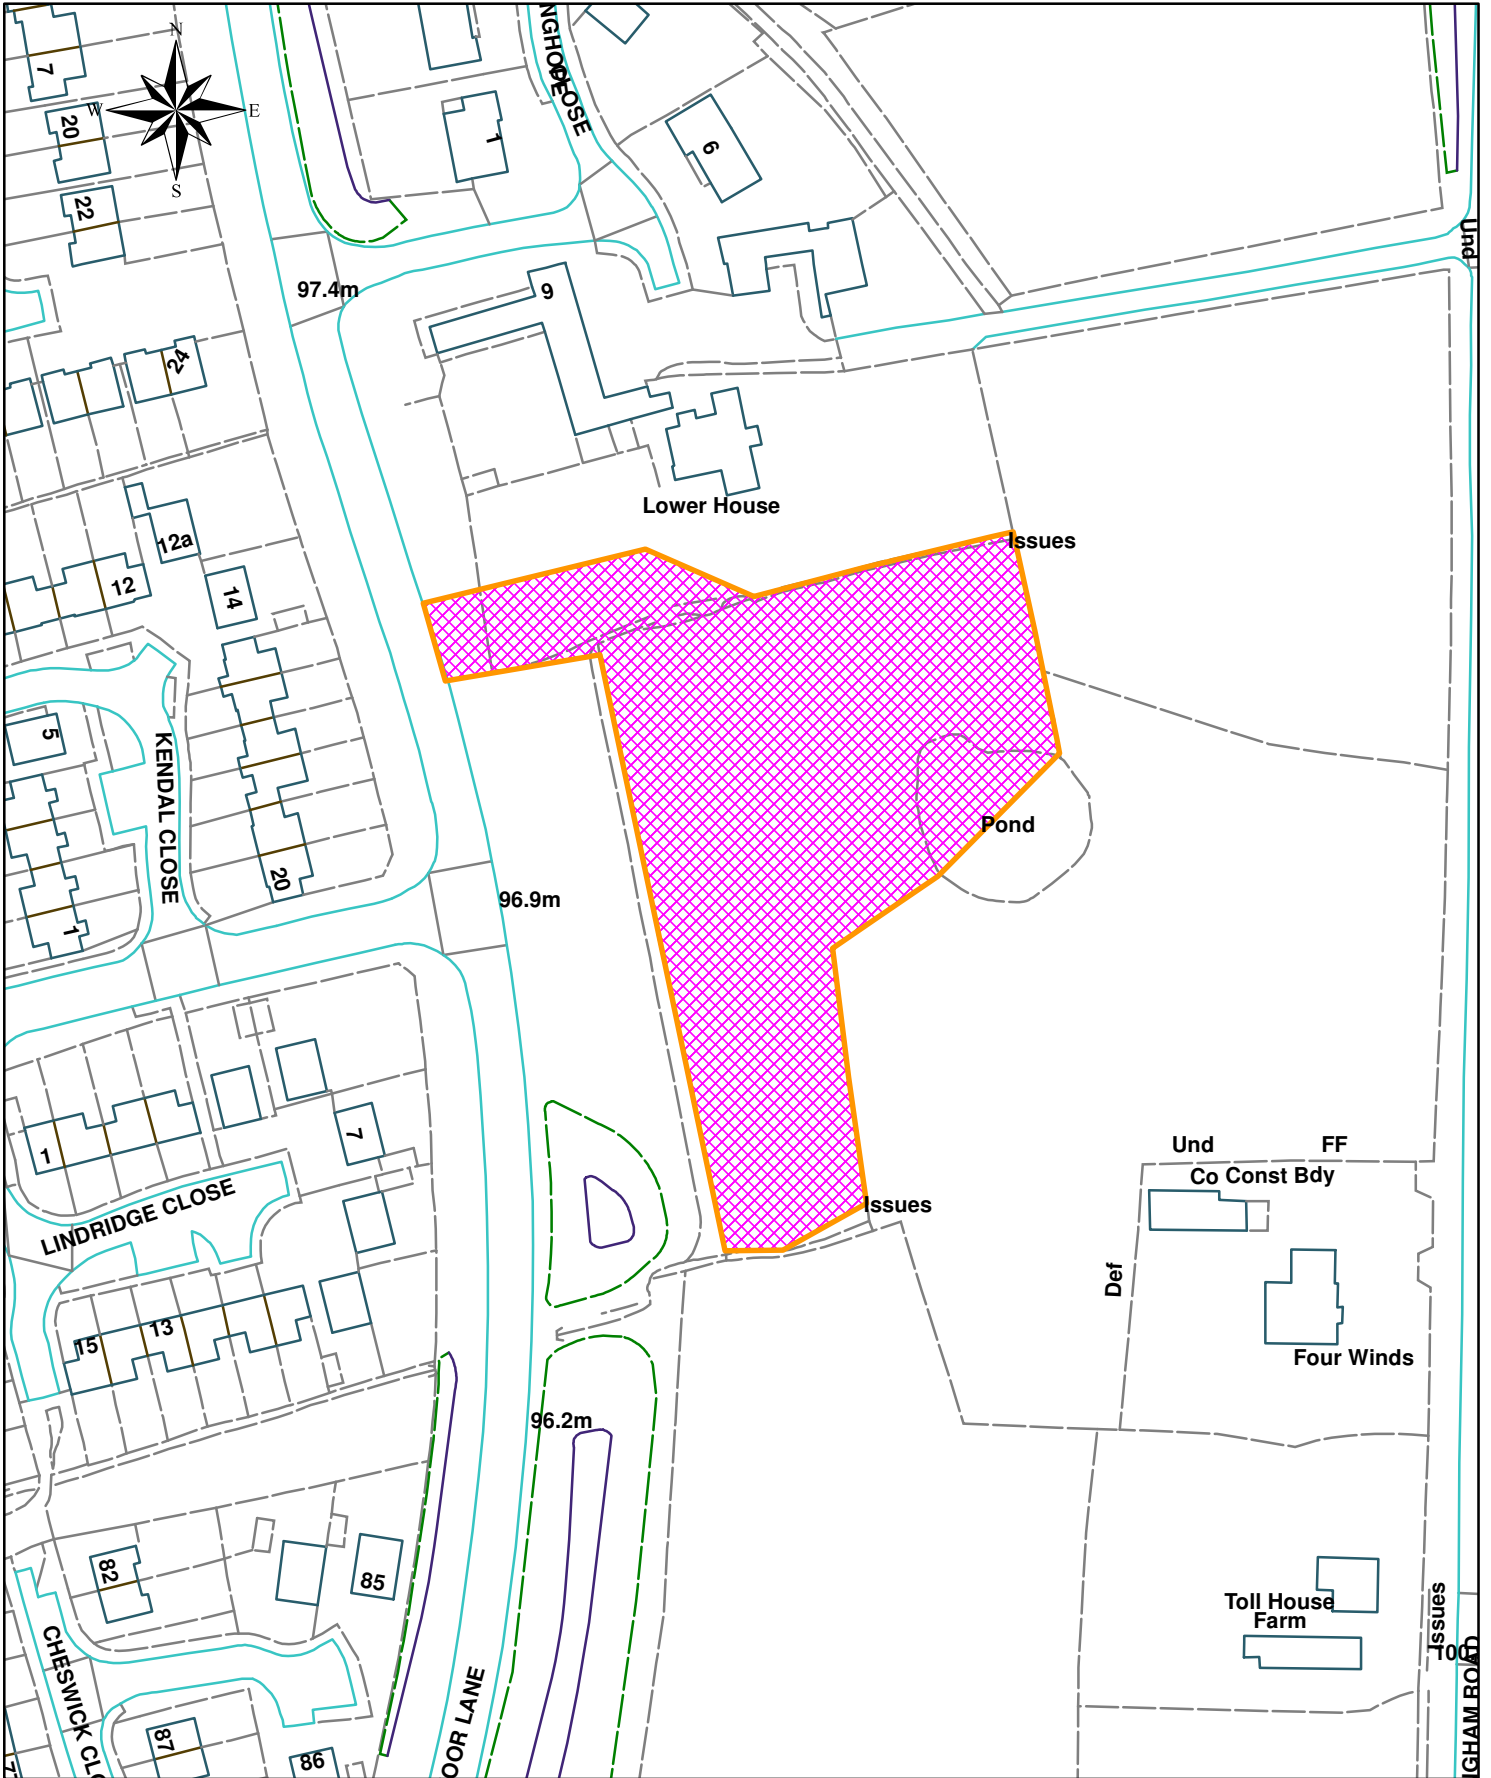 N
W
E
S
7
20
22
1
6
NGHOPE
CLOSE
Und
97.4m
9
24
Lower House
12a
12
14
Issues
5
KENDAL CLOSE
Pond
20
1
96.9m
7
1
Und
FF
Co Const Bdy
LINDRIDGE CLOSE
Issues
Def
15
13
Four Winds
96.2m
82
85
Toll House
Farm
Issues
100
CHESWICK CLO
OOR LANE
IGHAM ROAD
87
86